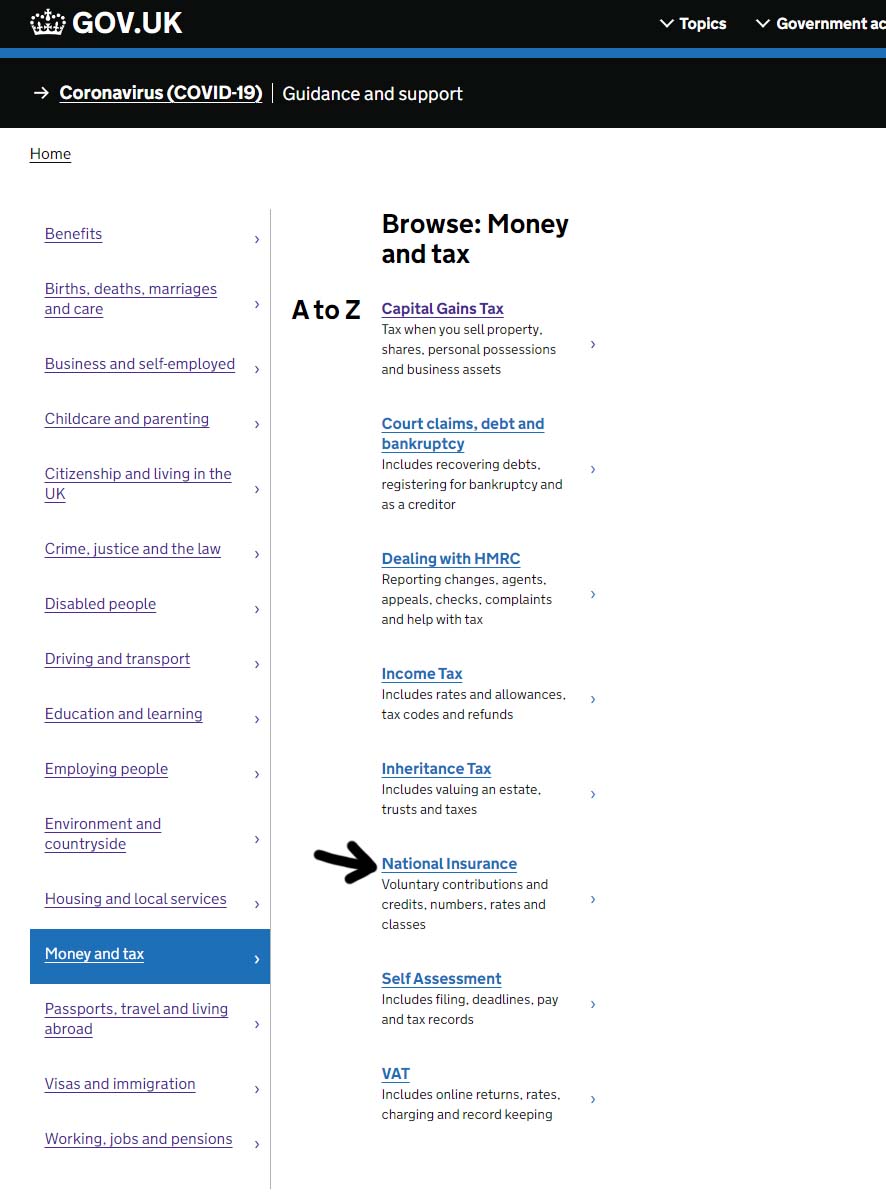 GOV.UK
Topics
Government ac
Coronavirus (COVID-19)
Guidance and support
Home
Benefits
Births, deaths, marriages
and care
Business and self-employed
Childcare and parenting
Citizenship and living in the
UK
Crime, justice and the law
Disabled people
Driving and transport
Education and learning
Employing people
Environment and
countryside
Housing and local services
Money and tax
Passports, travel and living
abroad
Visas and immigration
Working, jobs and pensions
Browse: Money
and tax
A to Z
Capital Gains Tax
Tax when you sell property,
shares, personal possessions
and business assets
Court claims, debt and
bankruptcy
Includes recovering debts,
registering for bankruptcy and
as a creditor
Dealing with HMRC
Reporting changes, agents,
appeals, checks, complaints
and help with tax
Income Tax
Includes rates and allowances,
tax codes and refunds
Inheritance Tax
Includes valuing an estate,
trusts and taxes
National Insurance
Voluntary contributions and
credits, numbers, rates and
classes
Self Assessment
Includes filing, deadlines, pay
and tax records
VAT
Includes online returns, rates,
charging and record keeping